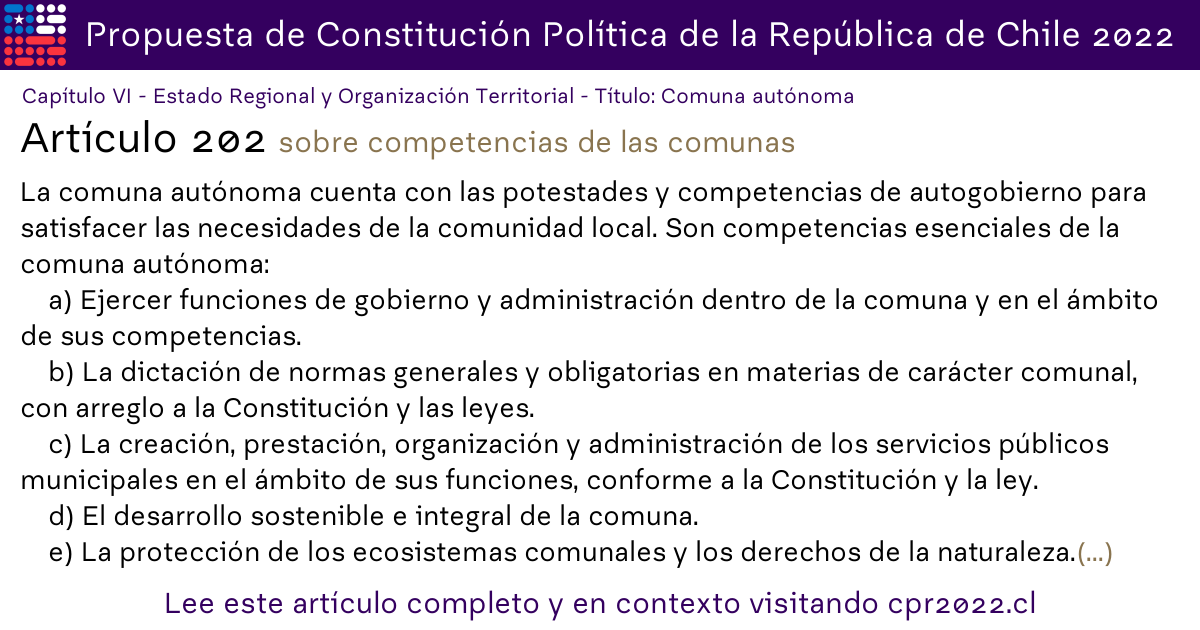 Propuesta de Constitución Política de la República de Chile 2022
Capítulo VI - Estado Regional y Organización Territorial - Título: Comuna autónoma
Artículo 202 sobre competencias de las comunas
La comuna autónoma cuenta con las potestades y competencias de autogobierno para
satisfacer las necesidades de la comunidad local. Son competencias esenciales de la
comuna autónoma:
a) Ejercer funciones de gobierno y administración dentro de la comuna y en el ámbito
de sus competencias.
b) La dictación de normas generales y obligatorias en materias de carácter comunal,
con arreglo a la Constitución y las leyes.
c) La creación, prestación, organización y administración de los servicios públicos
municipales en el ámbito de sus funciones, conforme a la Constitución y la ley.
d) El desarrollo sostenible e integral de la comuna.
e) La protección de los ecosistemas comunales y los derechos de la naturaleza.(...)
Lee este artículo completo y en contexto visitando cpr2022.cl